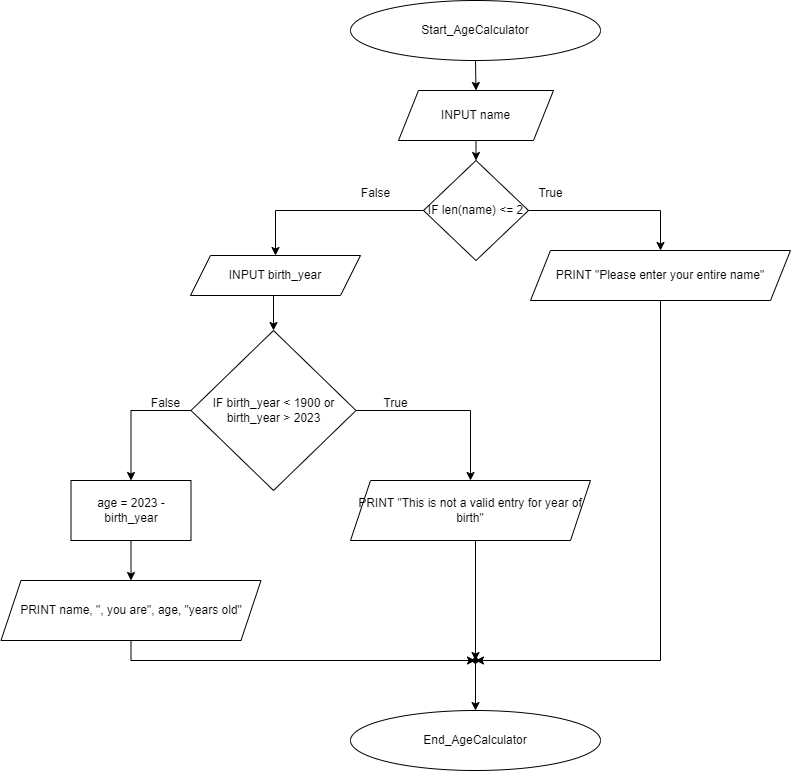 Start_AgeCalculator
INPUT name
False
True
IF len(name) <= 2
INPUT birth_year
PRINT "Please enter your entire name"
False
IF birth_year < 1900 or
birth_year > 2023
True
age = 2023 -
birth_year
PRINT "This is not a valid entry for year of
birth"
PRINT name, ", you are", age, "years old"
End_AgeCalculator